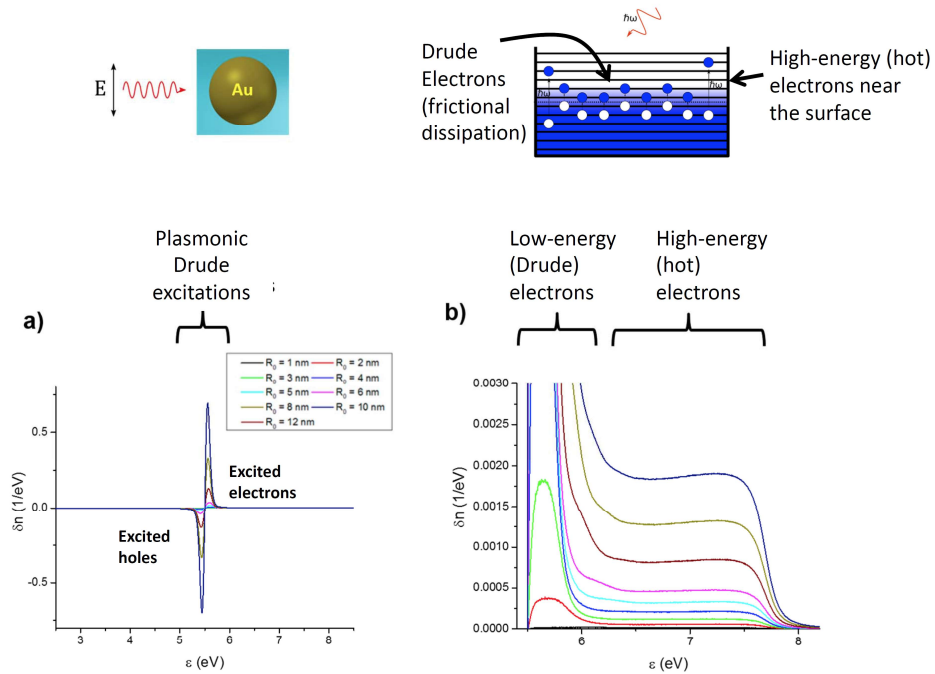 E
Au
ħω
Drude
Electrons
(frictional
dissipation)
ħω
ħω
High-energy (hot)
electrons near
the surface
Plasmonic
Drude
excitations
;
Low-energy
(Drude)
electrons
High-energy
(hot)
electrons
a)
R0 = 1 nm R0 = 2 nm
R0 = 3 nm R0 = 4 nm
R0 = 5 nm R0 = 6 nm
R0 = 8 nm R0 = 10 nm
R0 = 12 nm
0.5
0.0
-0.5
δn (1/eV)
Excited
electrons
Excited
holes
3 4 5 6 7 8
ε (eV)
b)
0.0030
0.0025
0.0020
0.0015
0.0010
0.0005
0.0000
δn (1/eV)
6 7 8
ε (eV)